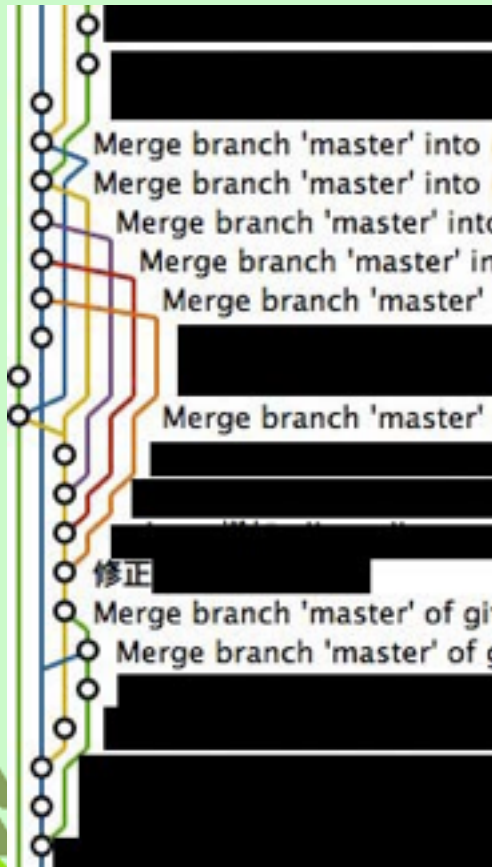 Merge branch 'master' into
Merge branch 'master' into
Merge branch 'master' into
Merge branch 'master' in
Merge branch 'master'
Merge branch 'master'
修正
Merge branch 'master' of gi
Merge branch 'master' of g